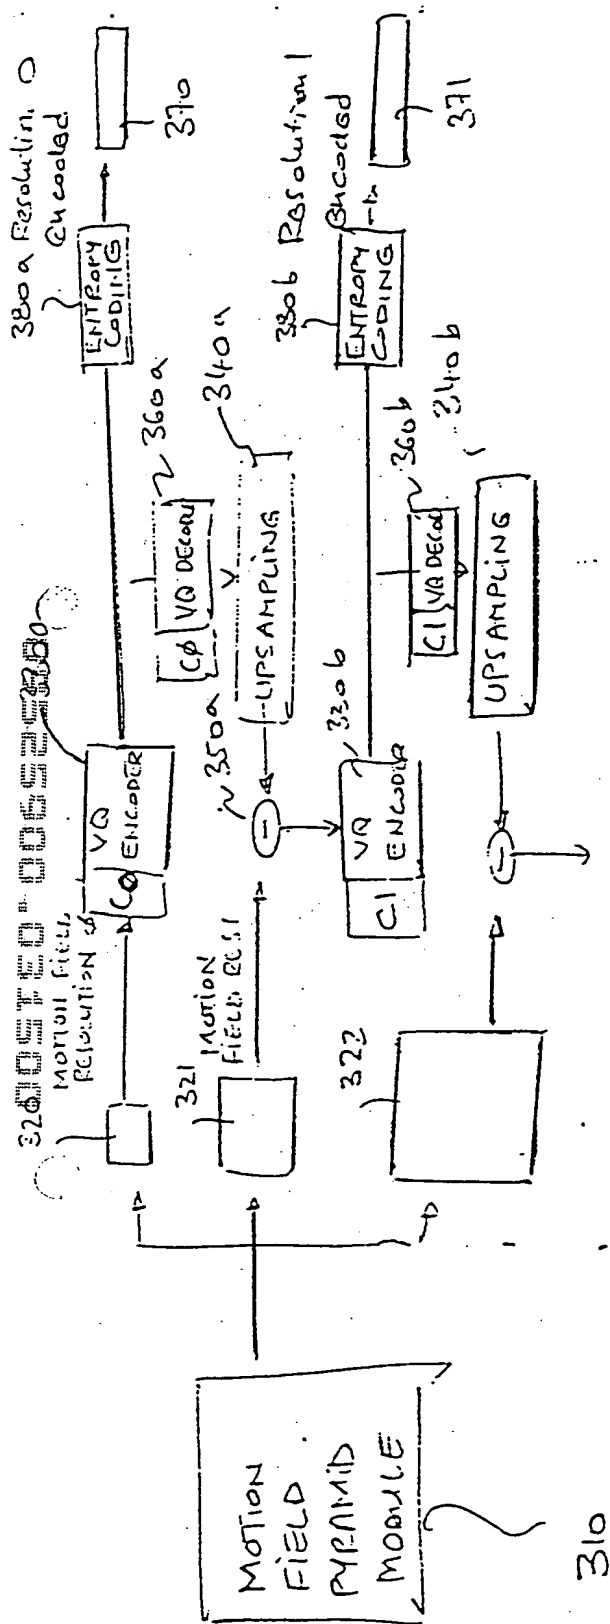 MOTION
FIELD
PYRAMID
MODULE
310
320
MOTION FIELD
RESOLUTION
C0
VQ
ENCODER
360a
C0 VQ DECODER
340a
UPSAMPLING
350a
380a
Resolution 0
encoded
ENTROPY
CODING
370
321
MOTION
FIELD RES 1
C1
VQ
ENCODER
330b
380b
Resolution 1
encoded
ENTROPY
CODING
371
322
360b
C1 VQ DECOD
340b
UPSAMPLING